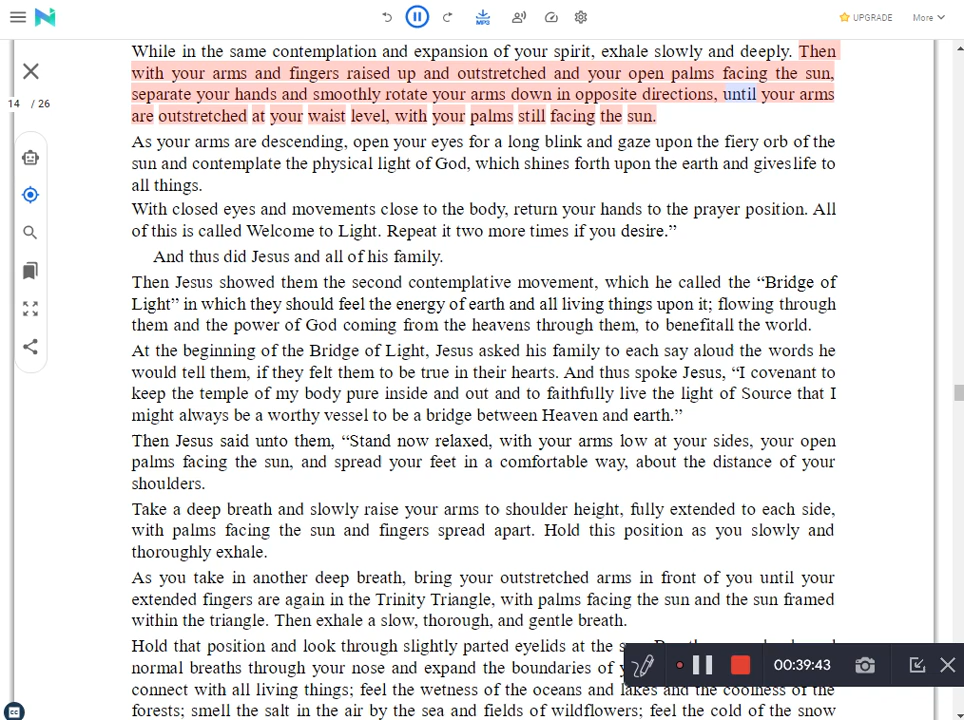 MP3
UPGRADE
More
14 / 26
While in the same contemplation and expansion of your spirit, exhale slowly and deeply. Then
with your arms and fingers raised up and outstretched and your open palms facing the sun,
separate your hands and smoothly rotate your arms down in opposite directions, until your arms
are outstretched at your waist level, with your palms still facing the sun.
As your arms are descending, open your eyes for a long blink and gaze upon the fiery orb of the
sun and contemplate the physical light of God, which shines forth upon the earth and giveslife to
all things.
With closed eyes and movements close to the body, return your hands to the prayer position. All
of this is called Welcome to Light. Repeat it two more times if you desire.”
And thus did Jesus and all of his family.
Then Jesus showed them the second contemplative movement, which he called the “Bridge of
Light” in which they should feel the energy of earth and all living things upon it; flowing through
them and the power of God coming from the heavens through them, to benefitall the world.
At the beginning of the Bridge of Light, Jesus asked his family to each say aloud the words he
would tell them, if they felt them to be true in their hearts. And thus spoke Jesus, “I covenant to
keep the temple of my body pure inside and out and to faithfully live the light of Source that I
might always be a worthy vessel to be a bridge between Heaven and earth.”
Then Jesus said unto them, “Stand now relaxed, with your arms low at your sides, your open
palms facing the sun, and spread your feet in a comfortable way, about the distance of your
shoulders.
Take a deep breath and slowly raise your arms to shoulder height, fully extended to each side,
with palms facing the sun and fingers spread apart. Hold this position as you slowly and
thoroughly exhale.
As you take in another deep breath, bring your outstretched arms in front of you until your
extended fingers are again in the Trinity Triangle, with palms facing the sun and the sun framed
within the triangle. Then exhale a slow, thorough, and gentle breath.
Hold that position and look through slightly parted eyelids at the
normal breaths through your nose and expand the boundaries of
connect with all living things; feel the wetness of the oceans and lakes and the coolness of the
forests; smell the salt in the air by the sea and fields of wildflowers; feel the cold of the snow
00:39:43
CC